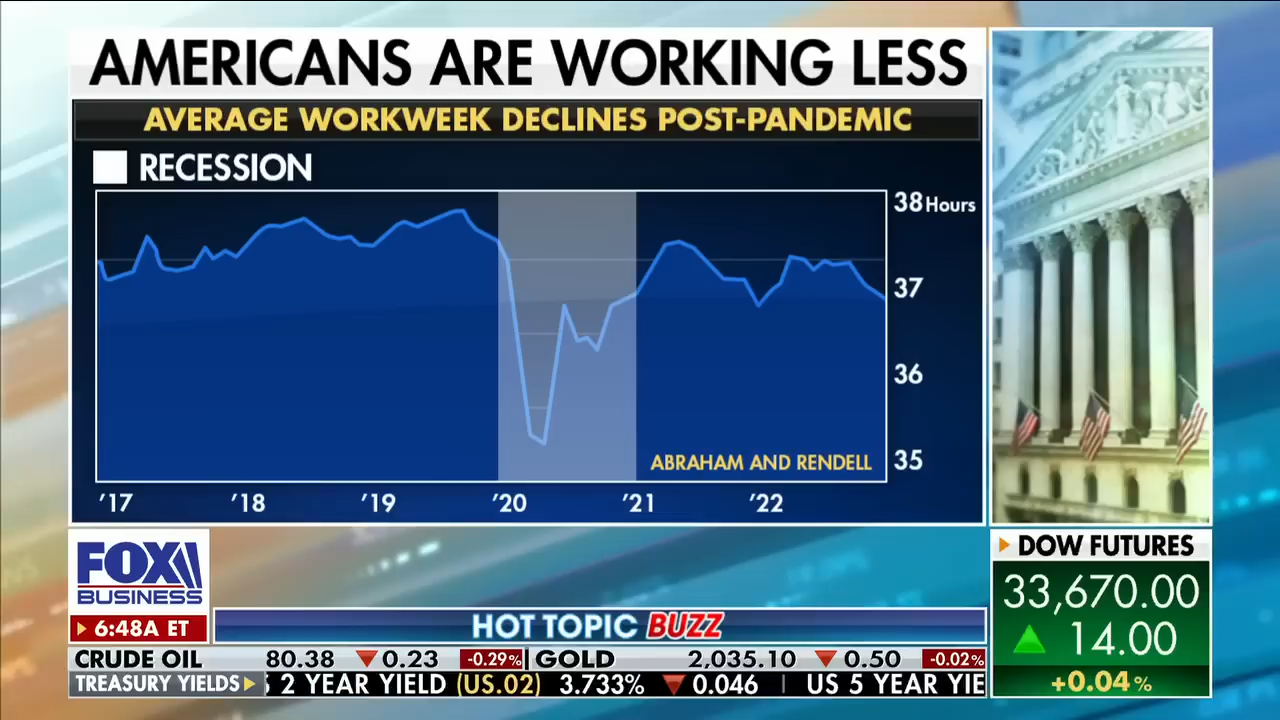 AMERICANS ARE WORKING LESS
AVERAGE WORKWEEK DECLINES POST-PANDEMIC
RECESSION
38 Hours
37
36
35
ABRAHAM AND RENDELL
'17 '18 '19 '20 '21 '22
FOX
BUSINESS
6:48A ET
HOT TOPIC BUZZ
DOW FUTURES
33,670.00
14.00
+0.04%
CRUDE OIL 80.38 0.23 -0.29% GOLD 2,035.10 0.50 -0.02%
TREASURY YIELDS 2 YEAR YIELD (US.02) 3.733% 0.046 US 5 YEAR YIE